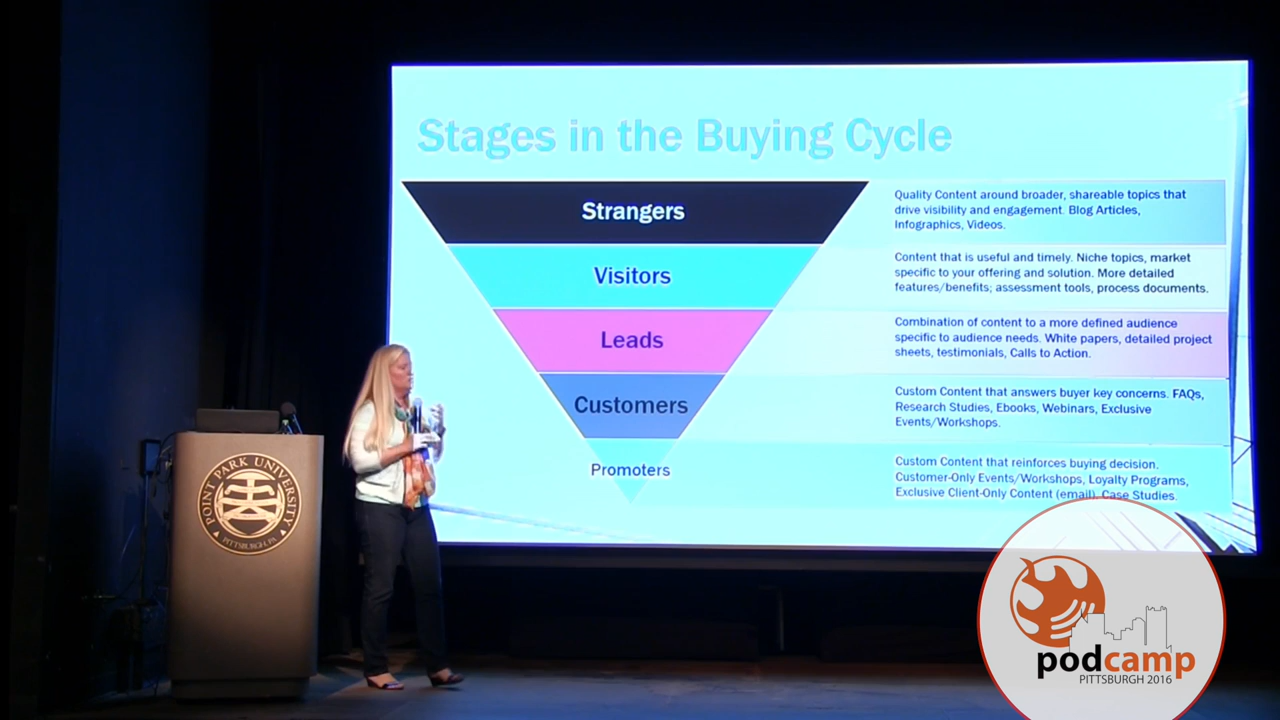 Stages in the Buying Cycle
Strangers
Quality Content around broader, shareable topics that
drive visibility and engagement. Blog Articles,
Infographics, Videos.
Visitors
Content that is useful and timely. Niche topics, market
specific to your offering and solution. More detailed
features/benefits; assessment tools, process documents.
Leads
Combination of content to a more defined audience
specific to audience needs. White papers, detailed project
sheets, testimonials, Calls to Action.
Customers
Custom Content that answers buyer key concerns. FAQs,
Research Studies, Ebooks, Webinars, Exclusive
Events/Workshops.
Promoters
Custom Content that reinforces buying decision.
Customer-Only Events/Workshops, Loyalty Programs,
Exclusive Client-Only Content (email), Case Studies.
POINT PARK UNIVERSITY
PITTSBURGH, PA
podcamp
PITTSBURGH 2016